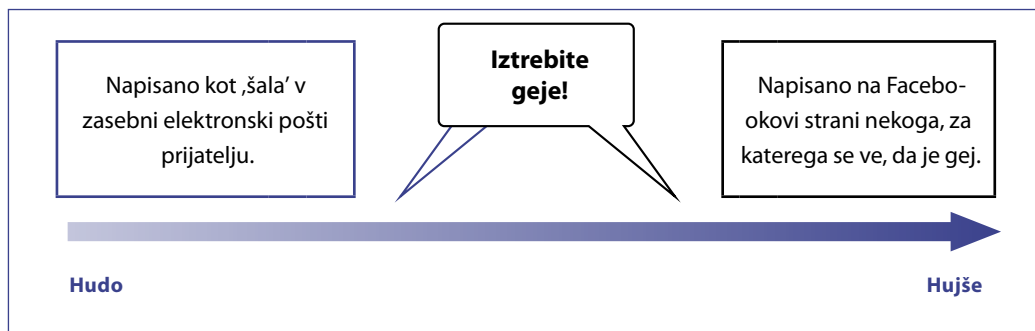 Napisano kot ‚šala’ v
zasebni elektronski pošti
prijatelju.
Iztrebite
geje!
Napisano na Facebo-
okovi strani nekoga, za
katerega se ve, da je gej.
Hudo
Hujše